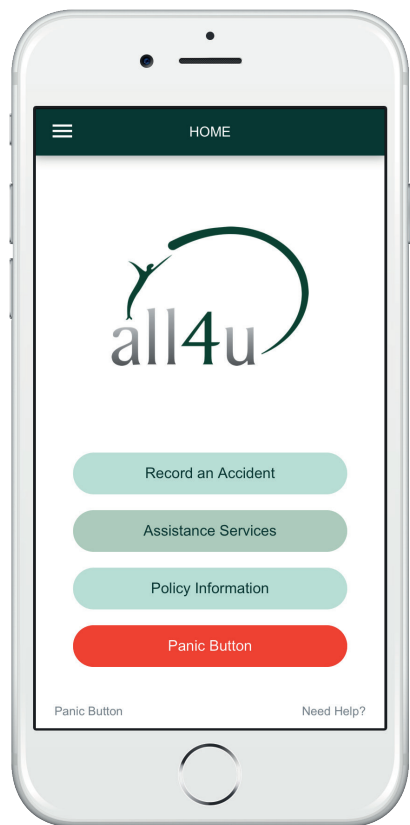 HOME
all4u
Record an Accident
Assistance Services
Policy Information
Panic Button
Panic Button
Need Help?